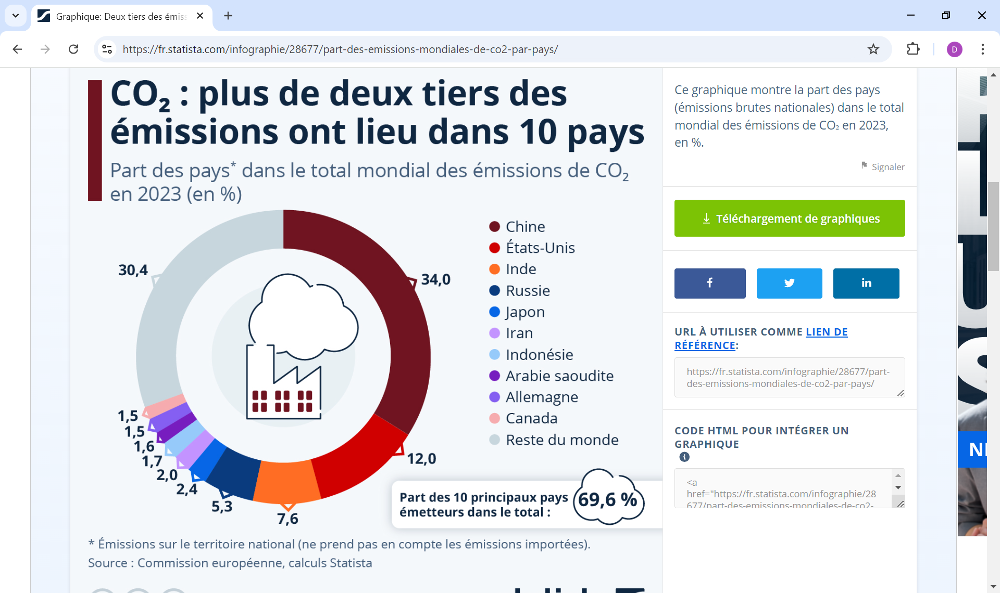 Graphique: Deux tiers des émiss
https://fr.statista.com/infographie/28677/part-des-emissions-mondiales-de-co2-par-pays/
D
CO₂ : plus de deux tiers des
émissions ont lieu dans 10 pays
Part des pays* dans le total mondial des émissions de CO₂
en 2023 (en %)
30,4
34,0
1,5
1,5
1,6
1,7
2,0
2,4
5,3
7,6
12,0
Chine
États-Unis
Inde
Russie
Japon
Iran
Indonésie
Arabie saoudite
Allemagne
Canada
Reste du monde
Part des 10 principaux pays
émetteurs dans le total :
69,6 %
* Émissions sur le territoire national (ne prend pas en compte les émissions importées).
Source : Commission européenne, calculs Statista
Ce graphique montre la part des pays
(émissions brutes nationales) dans le total
mondial des émissions de CO₂ en 2023,
en %.
Signaler
Téléchargement de graphiques
URL À UTILISER COMME LIEN DE
RÉFÉRENCE:
https://fr.statista.com/infographie/28677/part-
des-emissions-mondiales-de-co2-par-pays/
CODE HTML POUR INTÉGRER UN
GRAPHIQUE
<a
href="https://fr.statista.com/infographie/28
677/part-des-emissions-mondiales-de-co2-